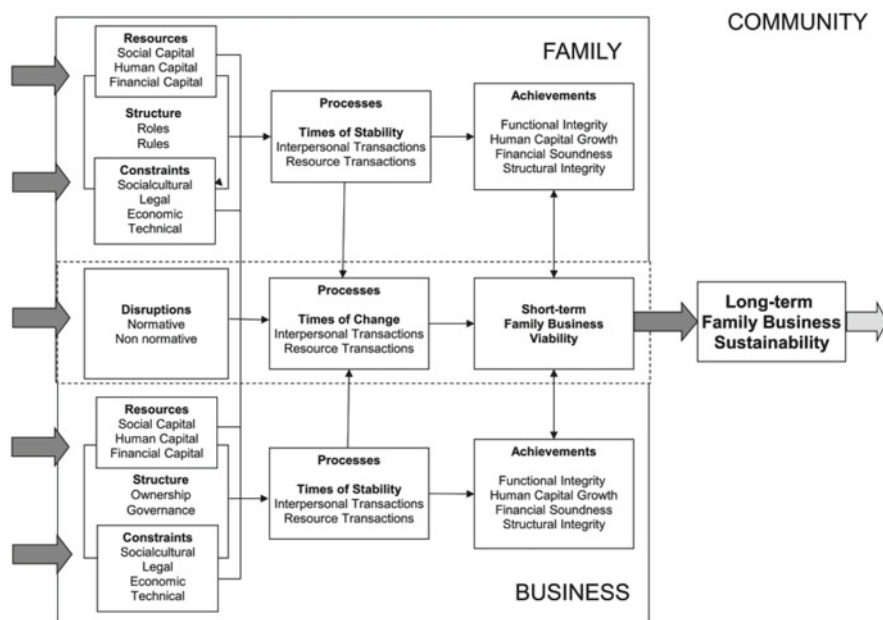 COMMUNITY
FAMILY
Resources
Social Capital
Human Capital
Financial Capital
Structure
Roles
Rules
Constraints
Socialcultural
Legal
Economic
Technical
Processes
Times of Stability
Interpersonal Transactions
Resource Transactions
Achievements
Functional Integrity
Human Capital Growth
Financial Soundness
Structural Integrity
Disruptions
Normative
Non normative
Processes
Times of Change
Interpersonal Transactions
Resource Transactions
Short-term
Family Business
Viability
Long-term
Family Business
Sustainability
Resources
Social Capital
Human Capital
Financial Capital
Structure
Ownership
Governance
Constraints
Socialcultural
Legal
Economic
Technical
Processes
Times of Stability
Interpersonal Transactions
Resource Transactions
Achievements
Functional Integrity
Human Capital Growth
Financial Soundness
Structural Integrity
BUSINESS